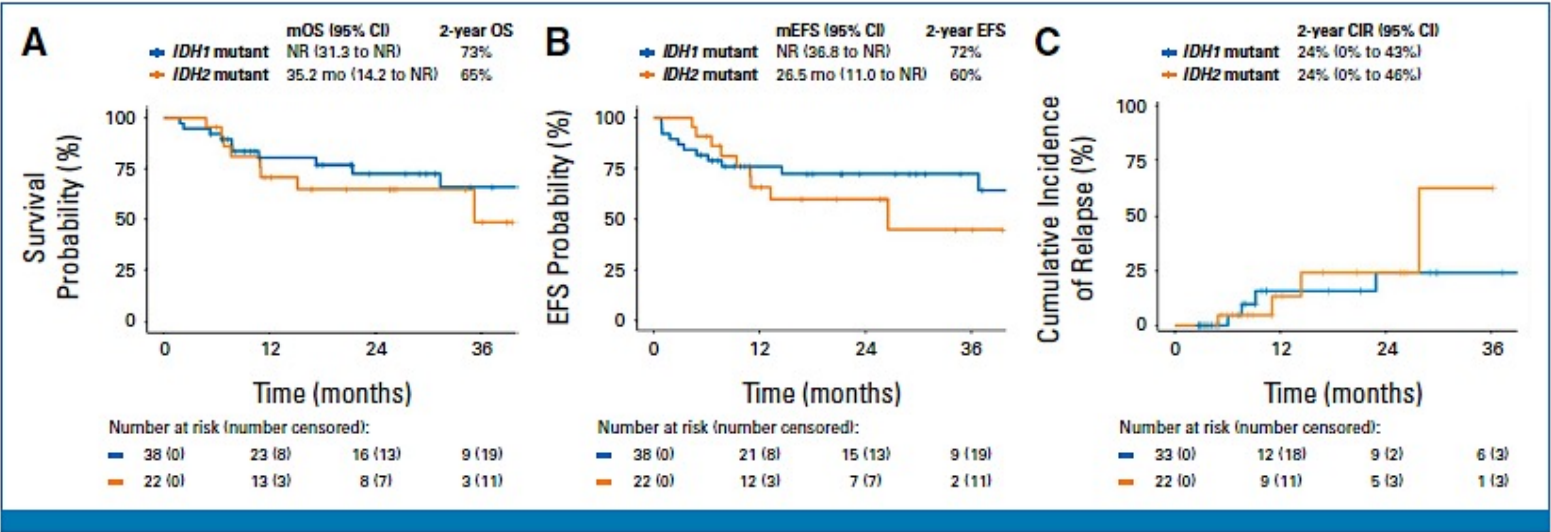 A
mOS (95% CI) 2-year OS
IDH1 mutant NR (31.3 to NR) 73%
IDH2 mutant 35.2 mo (14.2 to NR) 65%
Survival
Probability (%)
100
75
50
25
0
0 12 24 36
Time (months)
Number at risk (number censored):
38 (0) 23 (8) 16 (13) 9 (19)
22 (0) 13 (3) 8 (7) 3 (11)
B
mEFS (95% CI) 2-year EFS
IDH1 mutant NR (36.8 to NR) 72%
IDH2 mutant 26.5 mo (11.0 to NR) 60%
EFS Probability (%)
100
75
50
25
0
0 12 24 36
Time (months)
Number at risk (number censored):
38 (0) 21 (8) 15 (13) 9 (19)
22 (0) 12 (3) 7 (7) 2 (11)
C
2-year CIR (95% CI)
IDH1 mutant 24% (0% to 43%)
IDH2 mutant 24% (0% to 46%)
Cumulative Incidence
of Relapse (%)
100
75
50
25
0
0 12 24 36
Time (months)
Number at risk (number censored):
33 (0) 12 (18) 9 (2) 6 (3)
22 (0) 9 (11) 5 (3) 1 (3)